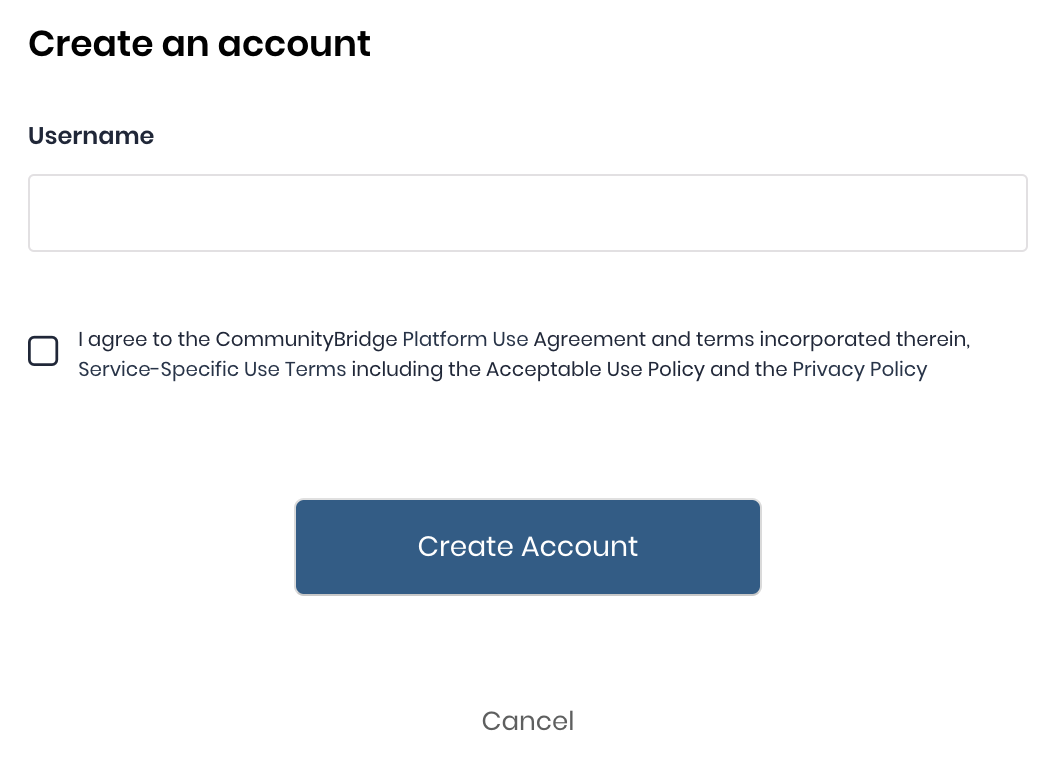 Create an account
Username
I agree to the CommunityBridge Platform Use Agreement and terms incorporated therein,
Service-Specific Use Terms including the Acceptable Use Policy and the Privacy Policy
Create Account
Cancel